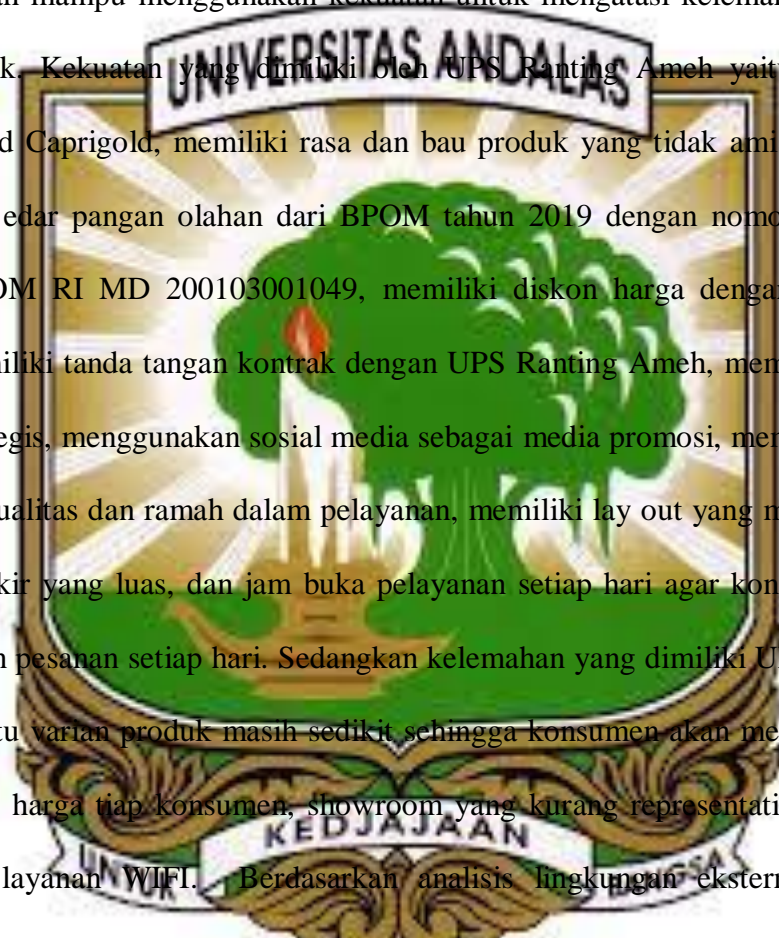 mampu menggunakan kekuatan untuk mengatasi
UNIVERSITAS ANDALAS
k. Kekuatan yang dimiliki oleh UPS Ranting Ameh yait
d Caprigold, memiliki rasa dan bau produk yang tidak ami
edar pangan olahan dari BPOM tahun 2019 dengan nomo
OM RI MD 200103001049, memiliki diskon harga dengan
iliki tanda tangan kontrak dengan UPS Ranting Ameh, mem
egis, menggunakan sosial media sebagai media promosi, mem
ualitas dan ramah dalam pelayanan, memiliki lay out yang m
kir yang luas, dan jam buka pelayanan setiap hari agar kon
n pesanan setiap hari. Sedangkan kelemahan yang dimiliki U
tu varian produk masih sedikit sehingga konsumen akan me
harga tiap konsumen, showroom yang kurang representati
KEDJAJAAN
UNTUK BANGSA
layanan WIFI. Berdasarkan analisis lingkungan ekstern